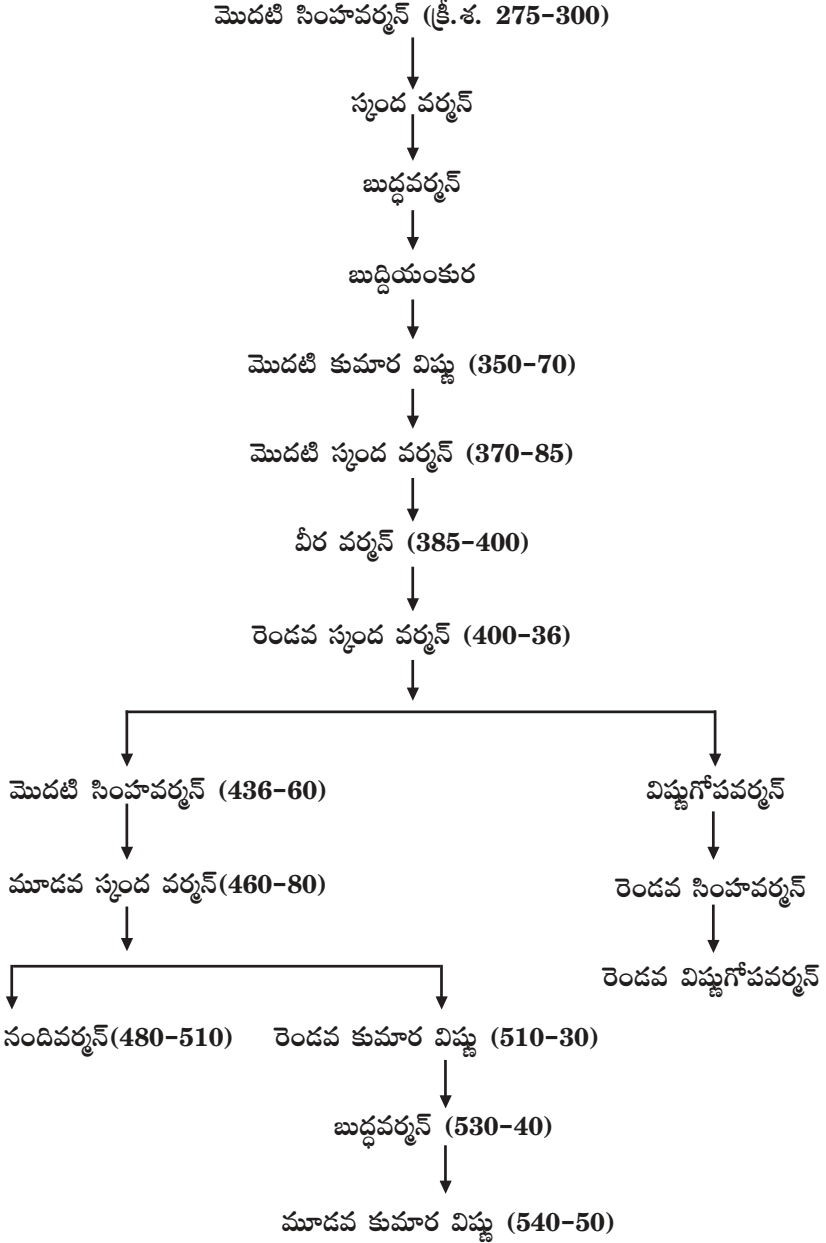 మొదటి సింహవర్మన్ (క్రీ.శ. 275-300)
స్కంద వర్మన్
బుద్ధవర్మన్
బుద్దియంకుర
మొదటి కుమార విష్ణు (350-70)
మొదటి స్కంద వర్మన్ (370-85)
వీర వర్మన్ (385-400)
రెండవ స్కంద వర్మన్ (400-36)
మొదటి సింహవర్మన్ (436-60) విష్ణుగోపవర్మన్
మూడవ స్కంద వర్మన్(460-80) రెండవ సింహవర్మన్
రెండవ విష్ణుగోపవర్మన్
నందివర్మన్(480-510) రెండవ కుమార విష్ణు (510-30)
బుద్ధవర్మన్ (530-40)
మూడవ కుమార విష్ణు (540-50)